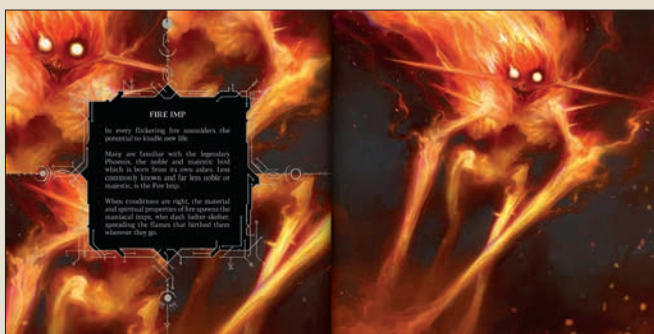 FIRE IMP
In every flickering fire smoulders the
potential to kindle new life.
Many are familiar with the legendary
Phoenix, the noble and majestic bird
which is born from its own ashes. Less
commonly known and far less noble or
majestic, is the Fire Imp.
When conditions are right, the material
and spiritual properties of fire spawns the
maniacal imps, who dash helter-skelter,
spreading the flames that birthed them
wherever they go.